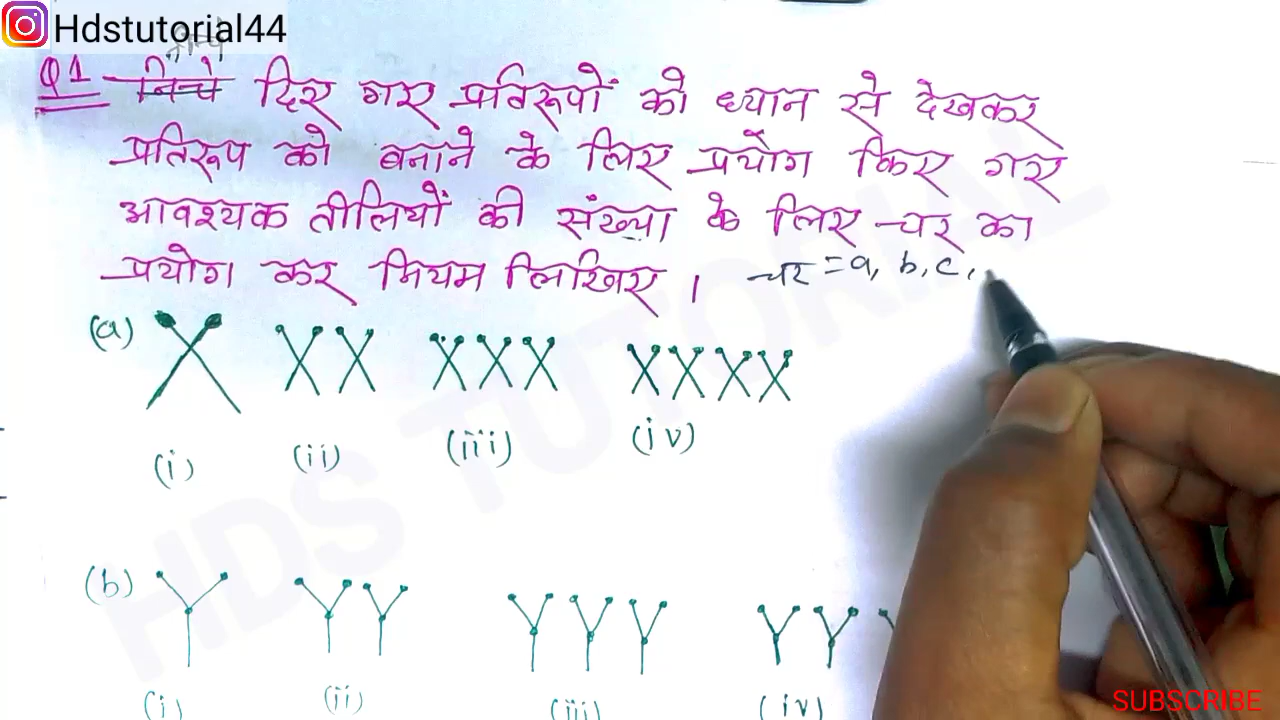 Hdstutorial44
Q1 निचे दिए गए प्रतिरूपों को ध्यान से देखकर
प्रतिरूप को बनाने के लिए प्रयोग किए गए
आवश्यक तीलियों की संख्या के लिए चर का
प्रयोग कर नियम लिखिए ।
चर = a, b, c,
(a)
(i) (ii) (iii) (iv)
(b)
(i) (ii) (iii) (iv)
HDS TUTORIAL
SUBSCRIBE